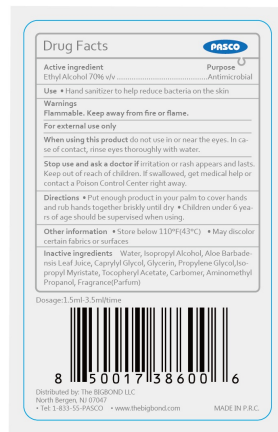 Drug Facts
PASCO
Active ingredient Purpose
Ethyl Alcohol 70% v/v ........................ Antimicrobial
Use • Hand sanitizer to help reduce bacteria on the skin
Warnings
Flammable. Keep away from fire or flame.
For external use only
When using this product do not use in or near the eyes. In ca-
se of contact, rinse eyes thoroughly with water.
Stop use and ask a doctor if irritation or rash appears and lasts.
Keep out of reach of children. If swallowed, get medical help or
contact a Poison Control Center right away.
Directions • Put enough product in your palm to cover hands
and rub hands together briskly until dry • Children under 6 yea-
rs of age should be supervised when using.
Other information • Store below 110°F(43°C) • May discolor
certain fabrics or surfaces
Inactive ingredients Water, Isopropyl Alcohol, Aloe Barbade-
nsis Leaf Juice, Caprylyl Glycol, Glycerin, Propylene Glycol,Iso-
propyl Myristate, Tocopheryl Acetate, Carbomer, Aminomethyl
Propanol, Fragrance(Parfum)
Dosage:1.5ml-3.5ml/time
8 50017 38600 6
Distributed by: The BIGBOND LLC
North Bergen, NJ 07047
• Tel: 1-833-55-PASCO • www.thebigbond.com MADE IN P.R.C.